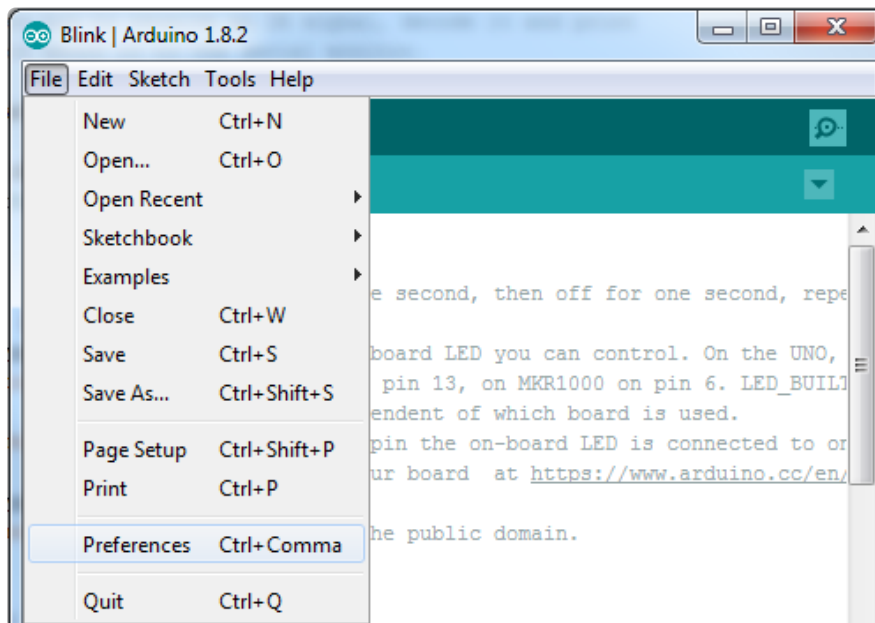 Blink | Arduino 1.8.2
File Edit Sketch Tools Help
New Ctrl+N
Open... Ctrl+O
Open Recent
Sketchbook
Examples
Close Ctrl+W
Save Ctrl+S
Save As... Ctrl+Shift+S
Page Setup Ctrl+Shift+P
Print Ctrl+P
Preferences Ctrl+Comma
Quit Ctrl+Q
e second, then off for one second, repe
board LED you can control. On the UNO,
pin 13, on MKR1000 on pin 6. LED_BUILT
endent of which board is used.
pin the on-board LED is connected to on
ur board at https://www.arduino.cc/en/
he public domain.